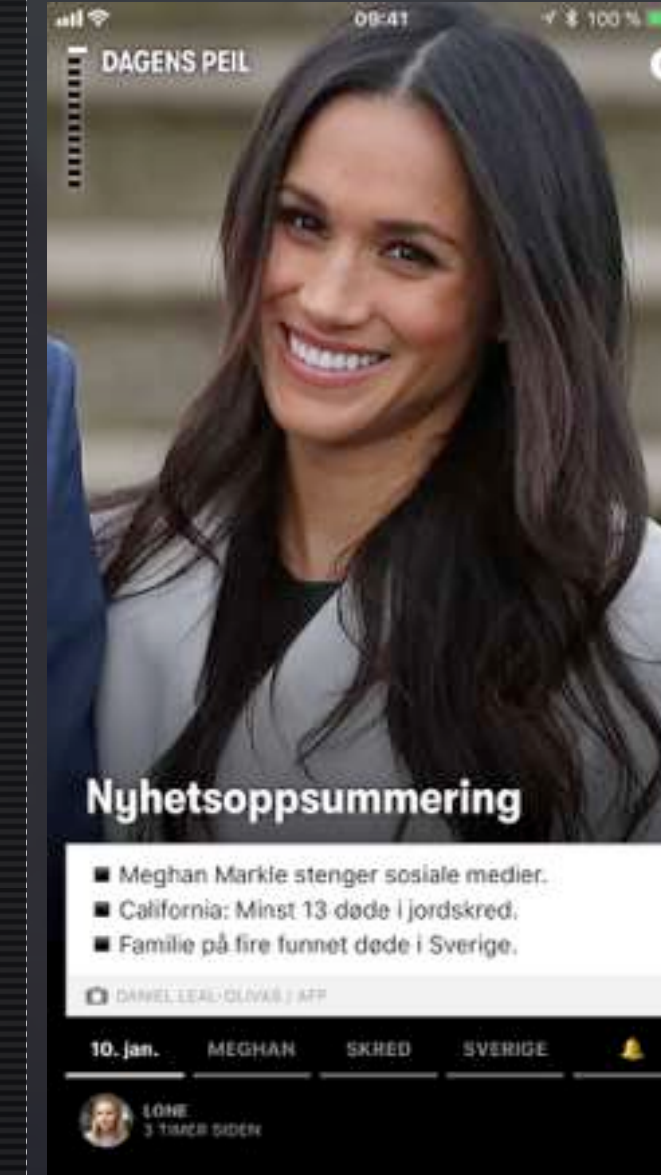 09:41
100 %
DAGENS PEIL
Nyhetsoppsummering
Meghan Markle stenger sosiale medier.
California: Minst 13 døde i jordskred.
Familie på fire funnet døde i Sverige.
DANIEL LEAL-OLIVAS / AFP
10. jan. MEGHAN SKRED SVERIGE
LONE
3 TIMER SIDEN